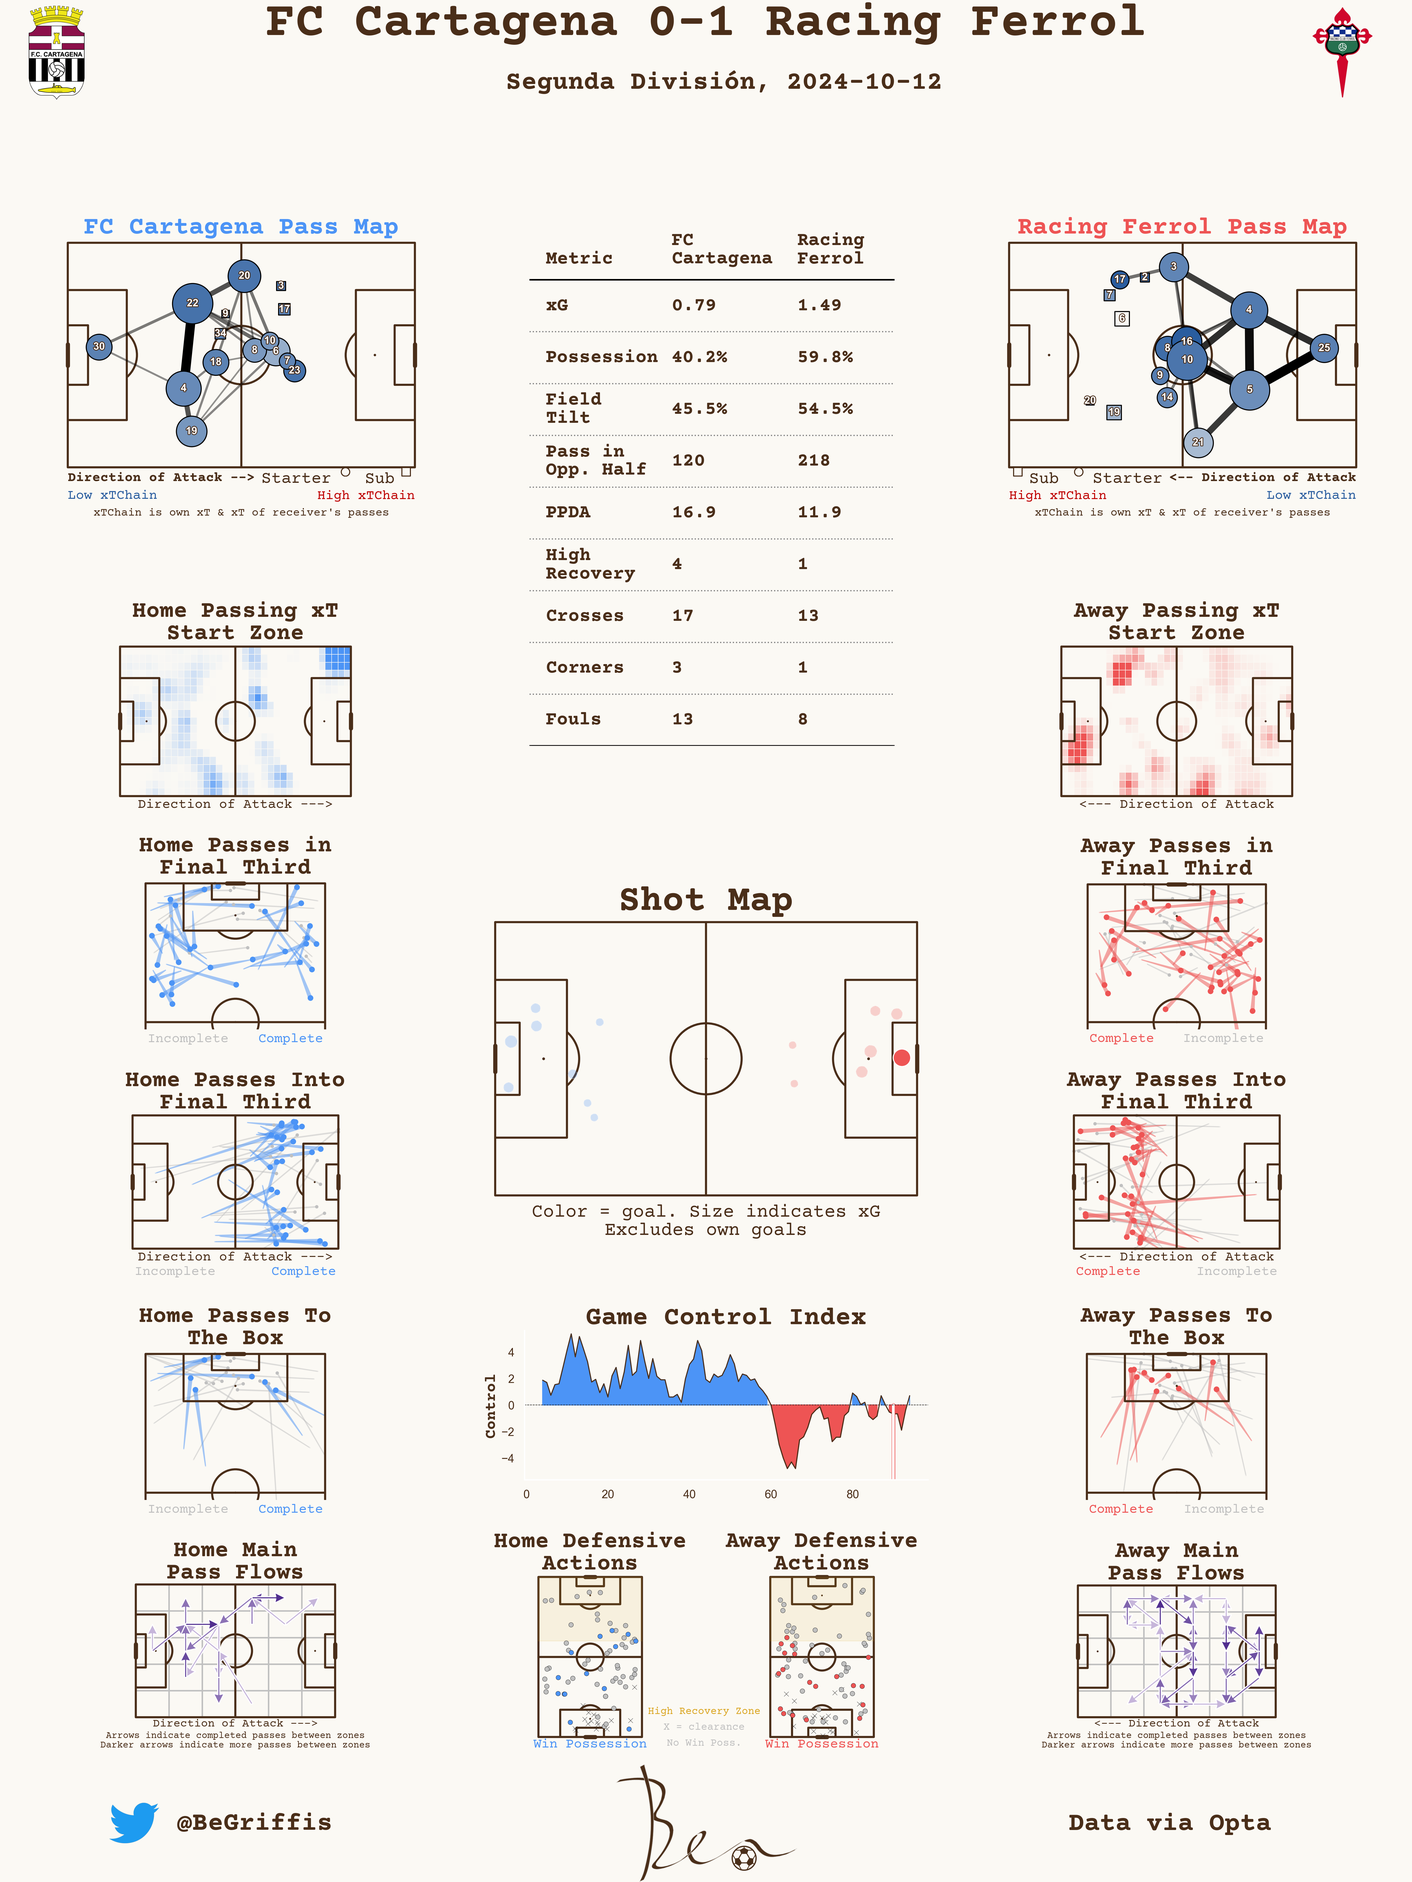 FC Cartagena 0-1 Racing Ferrol
Segunda División, 2024-10-12
F.C. CARTAGENA
FC Cartagena Pass Map
20
3
22
17
9
34
30
10
8
6
18
7
23
4
19
Direction of Attack --> Starter Sub
Low xTChain High xTChain
xTChain is own xT & xT of receiver's passes
Metric FC Cartagena Racing Ferrol
xG 0.79 1.49
Possession 40.2% 59.8%
Field Tilt 45.5% 54.5%
Pass in Opp. Half 120 218
PPDA 16.9 11.9
High Recovery 4 1
Crosses 17 13
Corners 3 1
Fouls 13 8
Racing Ferrol Pass Map
3
17
2
7
4
6
16
8
25
10
9
5
14
20
19
21
Sub Starter <-- Direction of Attack
High xTChain Low xTChain
xTChain is own xT & xT of receiver's passes
Home Passing xT
Start Zone
Direction of Attack --->
Away Passing xT
Start Zone
<--- Direction of Attack
Home Passes in
Final Third
Incomplete Complete
Away Passes in
Final Third
Complete Incomplete
Shot Map
Color = goal. Size indicates xG
Excludes own goals
Home Passes Into
Final Third
Direction of Attack --->
Incomplete Complete
Away Passes Into
Final Third
<--- Direction of Attack
Complete Incomplete
Home Passes To
The Box
Incomplete Complete
Game Control Index
Control
4
2
0
−2
−4
0 20 40 60 80
Away Passes To
The Box
Complete Incomplete
Home Main
Pass Flows
Direction of Attack --->
Arrows indicate completed passes between zones
Darker arrows indicate more passes between zones
Home Defensive
Actions
Win Possession
High Recovery Zone
X = clearance
No Win Poss.
Away Defensive
Actions
Win Possession
Away Main
Pass Flows
<--- Direction of Attack
Arrows indicate completed passes between zones
Darker arrows indicate more passes between zones
@BeGriffis
Ben
Data via Opta